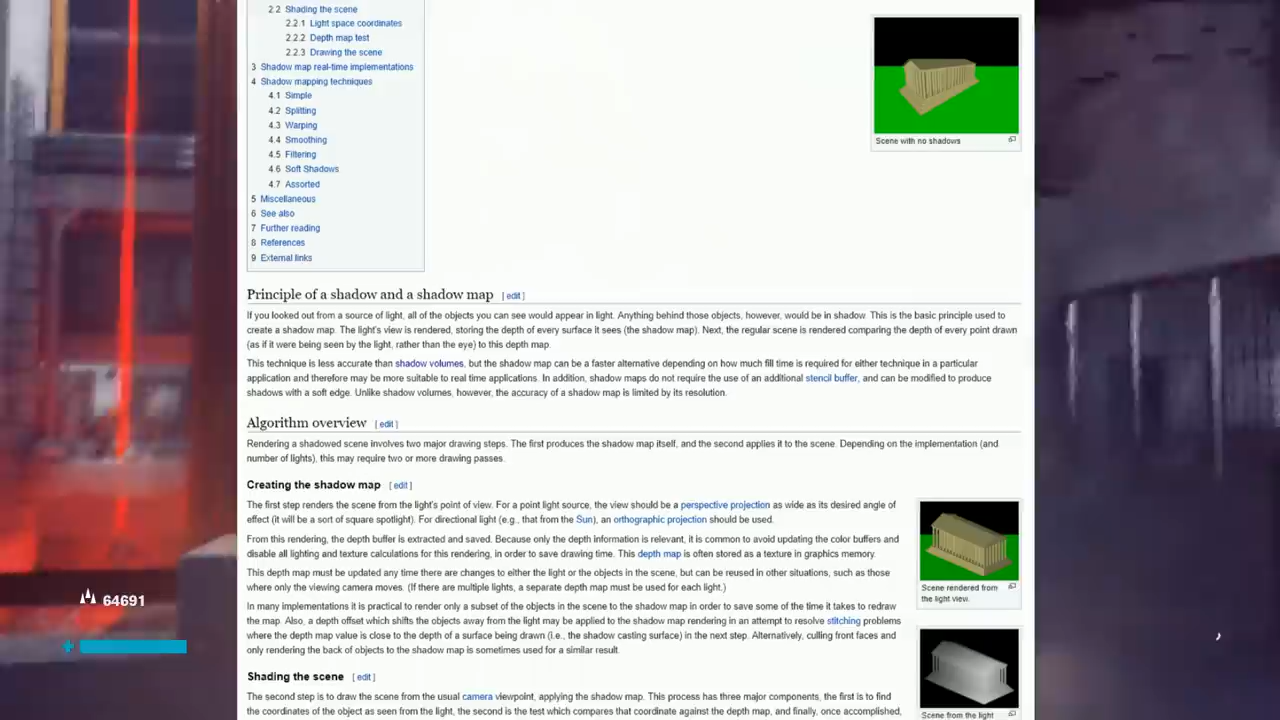 2.2 Shading the scene
2.2.1 Light space coordinates
2.2.2 Depth map test
2.2.3 Drawing the scene
3 Shadow map real-time implementations
4 Shadow mapping techniques
4.1 Simple
4.2 Splitting
4.3 Warping
4.4 Smoothing
4.5 Filtering
4.6 Soft Shadows
4.7 Assorted
5 Miscellaneous
6 See also
7 Further reading
8 References
9 External links
Scene with no shadows
Principle of a shadow and a shadow map [ edit ]
If you looked out from a source of light, all of the objects you can see would appear in light. Anything behind those objects, however, would be in shadow. This is the basic principle used to
create a shadow map. The light's view is rendered, storing the depth of every surface it sees (the shadow map). Next, the regular scene is rendered comparing the depth of every point drawn
(as if it were being seen by the light, rather than the eye) to this depth map.
This technique is less accurate than shadow volumes, but the shadow map can be a faster alternative depending on how much fill time is required for either technique in a particular
application and therefore may be more suitable to real time applications. In addition, shadow maps do not require the use of an additional stencil buffer, and can be modified to produce
shadows with a soft edge. Unlike shadow volumes, however, the accuracy of a shadow map is limited by its resolution.
Algorithm overview [ edit ]
Rendering a shadowed scene involves two major drawing steps. The first produces the shadow map itself, and the second applies it to the scene. Depending on the implementation (and
number of lights), this may require two or more drawing passes.
Creating the shadow map [ edit ]
The first step renders the scene from the light's point of view. For a point light source, the view should be a perspective projection as wide as its desired angle of
effect (it will be a sort of square spotlight). For directional light (e.g., that from the Sun), an orthographic projection should be used.
From this rendering, the depth buffer is extracted and saved. Because only the depth information is relevant, it is common to avoid updating the color buffers and
disable all lighting and texture calculations for this rendering, in order to save drawing time. This depth map is often stored as a texture in graphics memory.
This depth map must be updated any time there are changes to either the light or the objects in the scene, but can be reused in other situations, such as those
where only the viewing camera moves. (If there are multiple lights, a separate depth map must be used for each light.)
In many implementations it is practical to render only a subset of the objects in the scene to the shadow map in order to save some of the time it takes to redraw
the map. Also, a depth offset which shifts the objects away from the light may be applied to the shadow map rendering in an attempt to resolve stitching problems
where the depth map value is close to the depth of a surface being drawn (i.e., the shadow casting surface) in the next step. Alternatively, culling front faces and
only rendering the back of objects to the shadow map is sometimes used for a similar result.
Scene rendered from
the light view.
Shading the scene [ edit ]
The second step is to draw the scene from the usual camera viewpoint, applying the shadow map. This process has three major components, the first is to find
the coordinates of the object as seen from the light, the second is the test which compares that coordinate against the depth map, and finally, once accomplished,
Scene from the light
64691